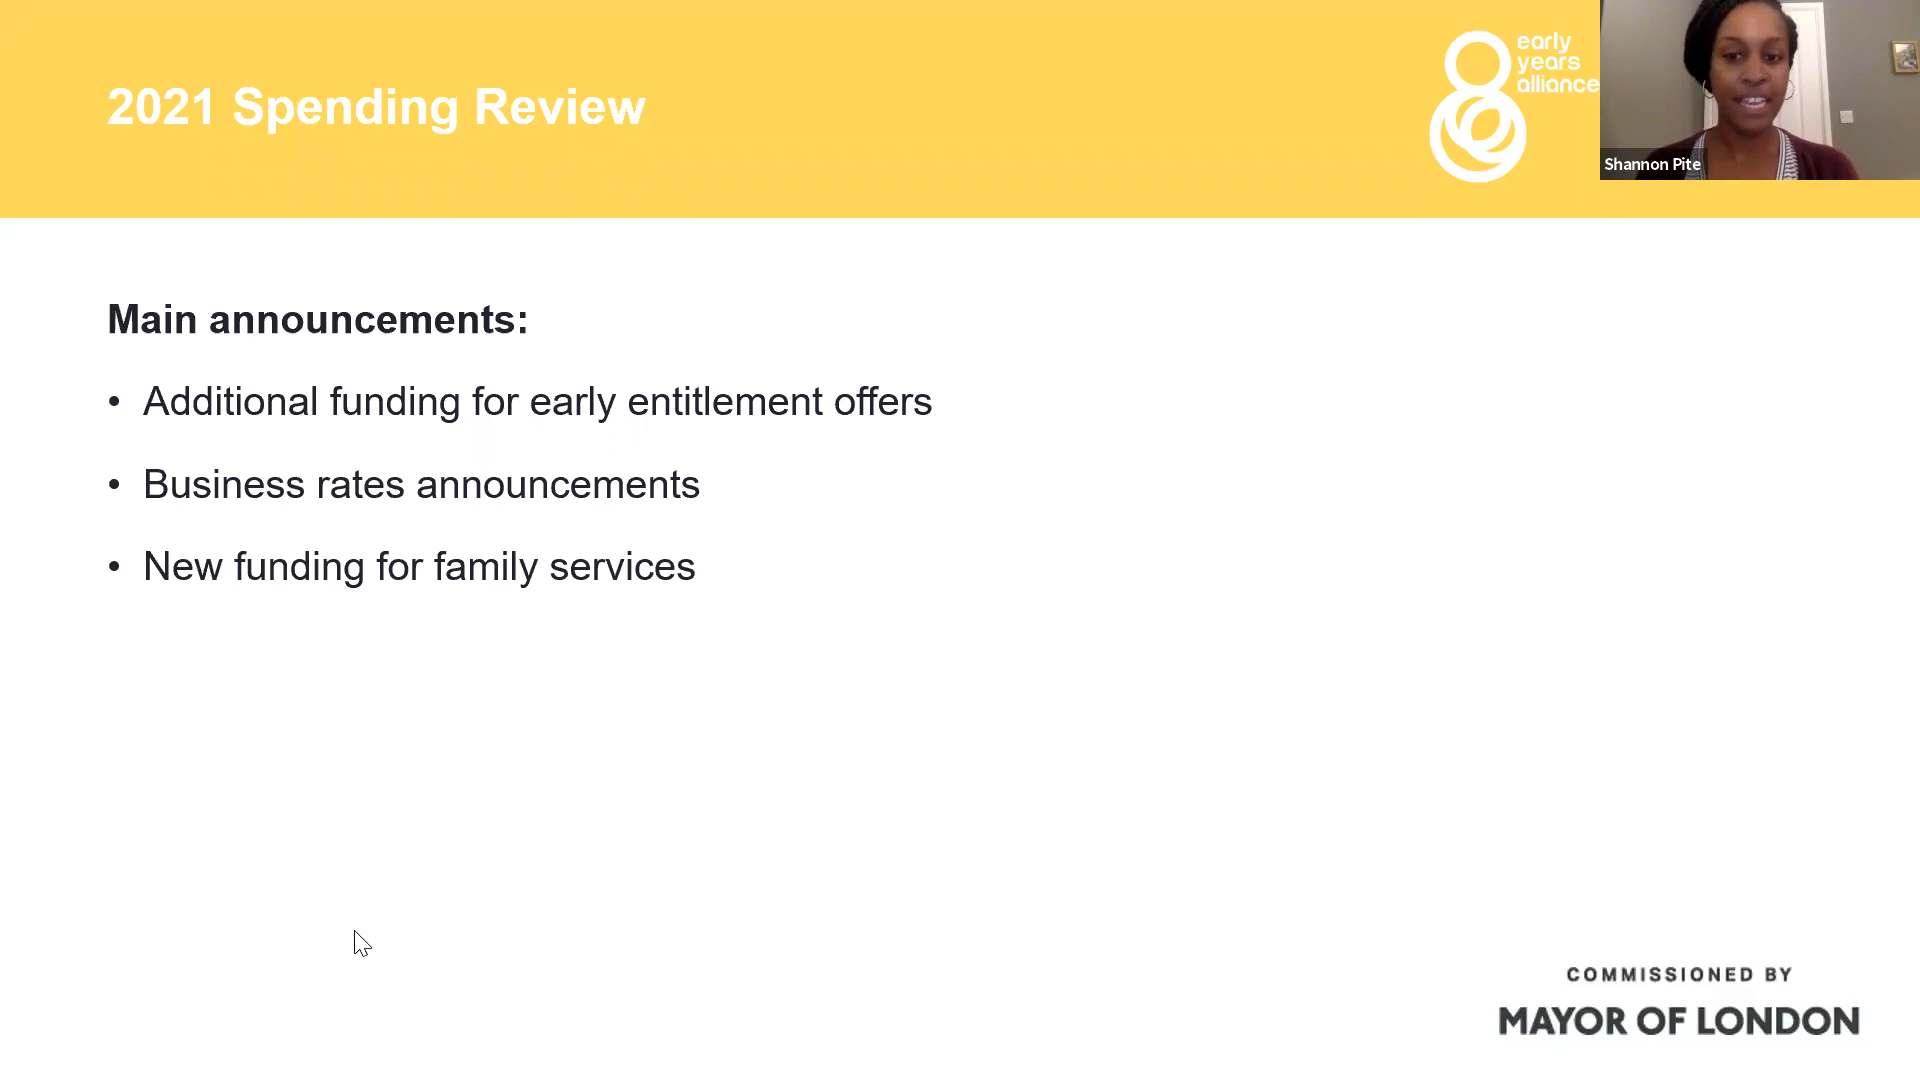 2021 Spending Review
early
years
alliance
Shannon Pite
Main announcements:
• Additional funding for early entitlement offers
• Business rates announcements
• New funding for family services
COMMISSIONED BY
MAYOR OF LONDON